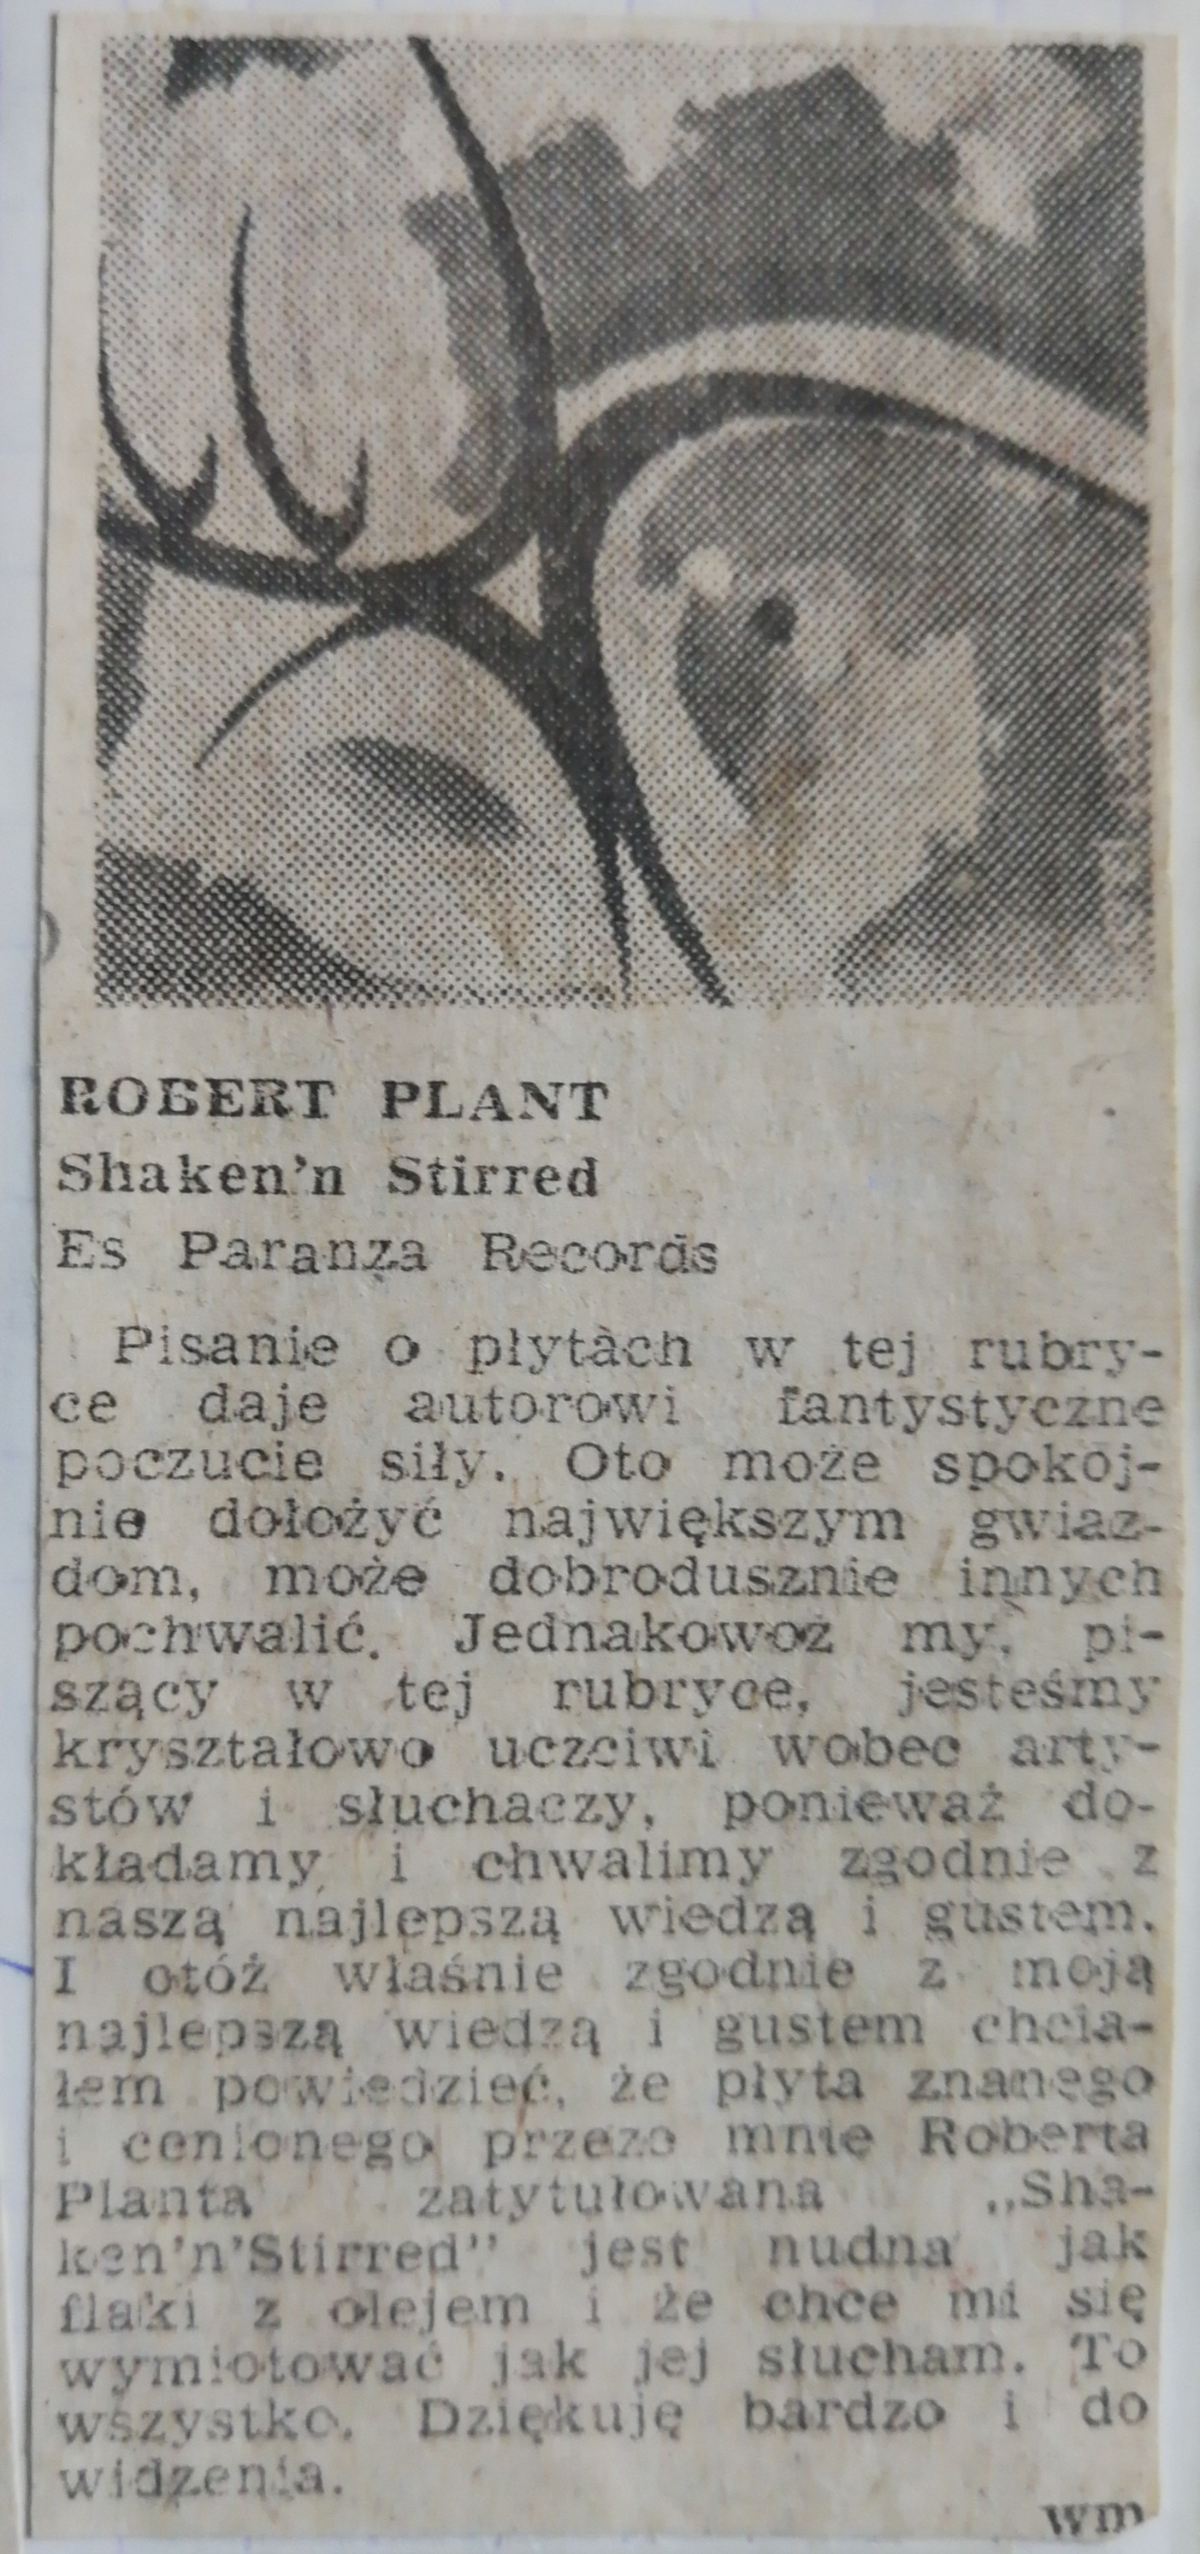 ROBERT PLANT
Shaken'n Stirred
Es Paranza Records
Pisanie o płytach w tej rubry-
ce daje autorowi fantystyczne
poczucie siły. Oto może spokoj-
nie dołożyć największym gwiaz-
dom, może dobrodusznie innych
pochwalić. Jednakowoż my, pi-
szący w tej rubryce, jesteśmy
kryształowo uczciwi wobec arty-
stów i słuchaczy, ponieważ do-
kładamy i chwalimy zgodnie z
naszą najlepszą wiedzą i gustem.
I otóż właśnie zgodnie z moją
najlepszą wiedzą i gustem chcia-
łem powiedzieć, że płyta znanego
i cenionego przeze mnie Roberta
Planta zatytułowana „Sha-
ken'n'Stirred" jest nudna jak
flaki z olejem i że chce mi się
wymiotować jak jej słucham. To
wszystko. Dziękuję bardzo i do
widzenia.
wm